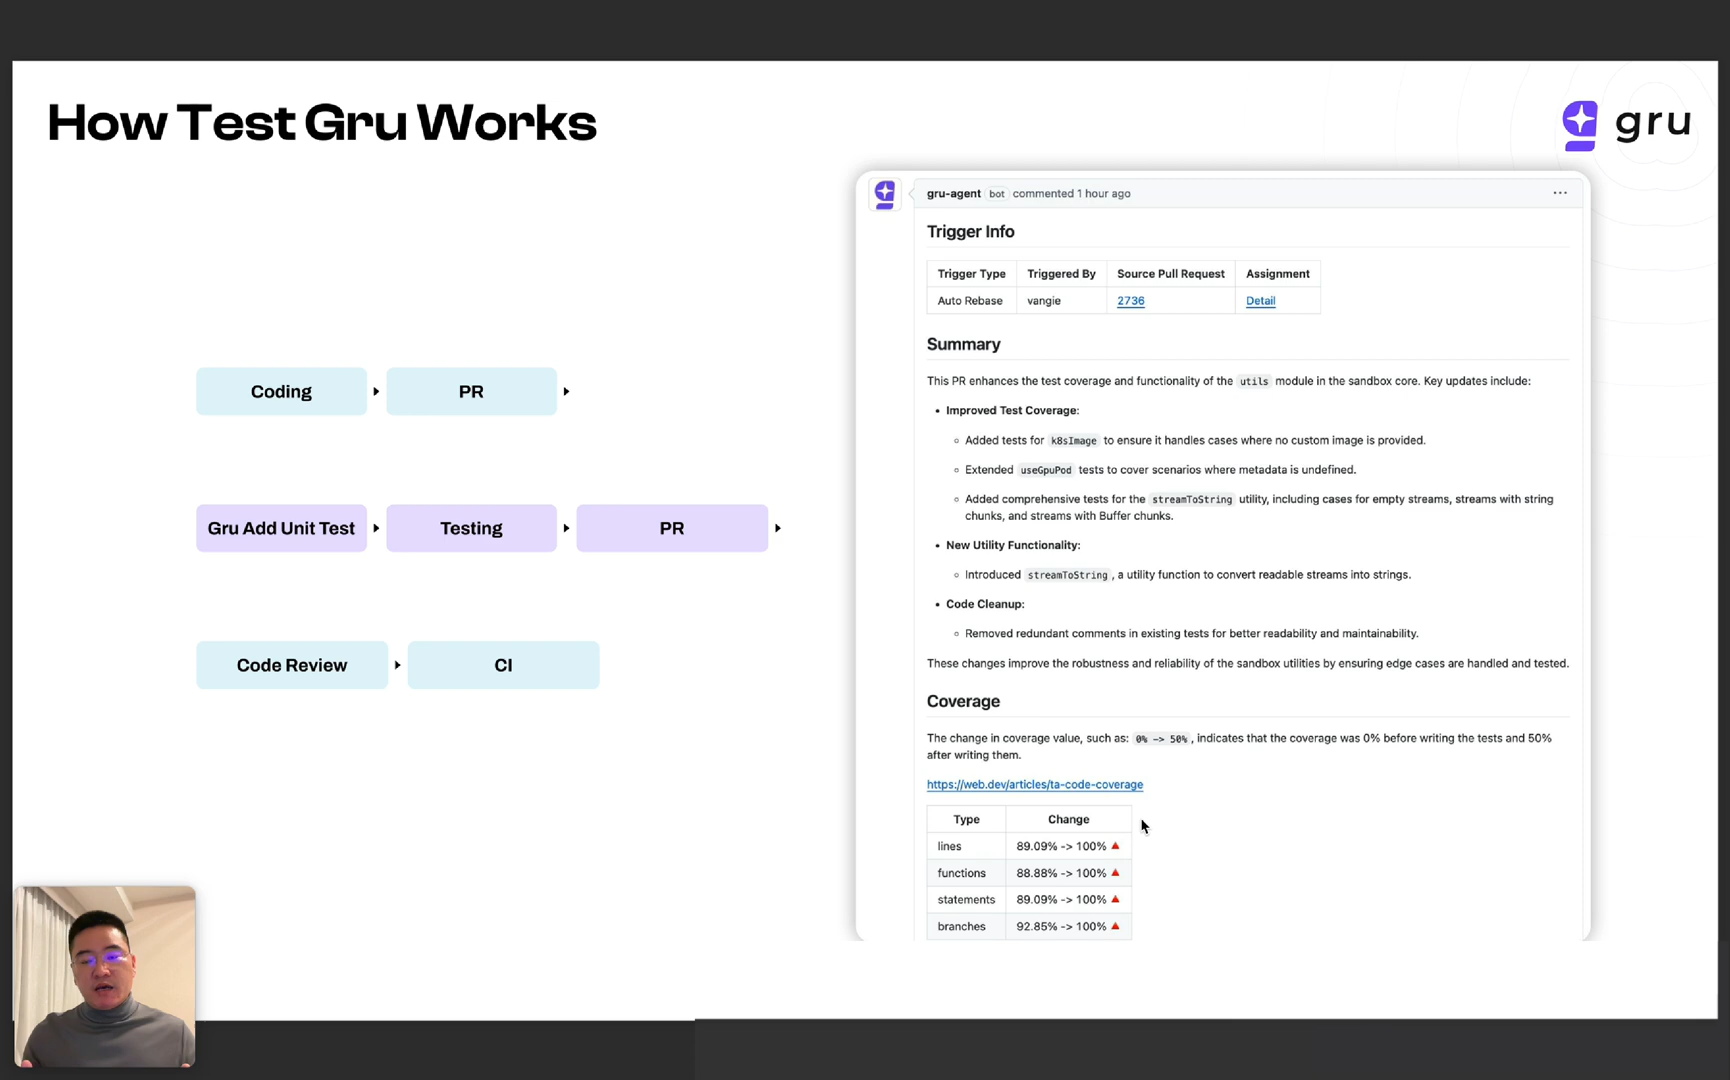 How Test Gru Works
gru
Coding
PR
Gru Add Unit Test
Testing
PR
Code Review
CI
gru-agent bot commented 1 hour ago
Trigger Info
Trigger Type Triggered By Source Pull Request Assignment
Auto Rebase vangie 2736 Detail
Summary
This PR enhances the test coverage and functionality of the utils module in the sandbox core. Key updates include:
• Improved Test Coverage:
◦ Added tests for k8sImage to ensure it handles cases where no custom image is provided.
◦ Extended useGpuPod tests to cover scenarios where metadata is undefined.
◦ Added comprehensive tests for the streamToString utility, including cases for empty streams, streams with string
chunks, and streams with Buffer chunks.
• New Utility Functionality:
◦ Introduced streamToString, a utility function to convert readable streams into strings.
• Code Cleanup:
◦ Removed redundant comments in existing tests for better readability and maintainability.
These changes improve the robustness and reliability of the sandbox utilities by ensuring edge cases are handled and tested.
Coverage
The change in coverage value, such as: 0% -> 50%, indicates that the coverage was 0% before writing the tests and 50%
after writing them.
https://web.dev/articles/ta-code-coverage
Type Change
lines 89.09% -> 100%
functions 88.88% -> 100%
statements 89.09% -> 100%
branches 92.85% -> 100%